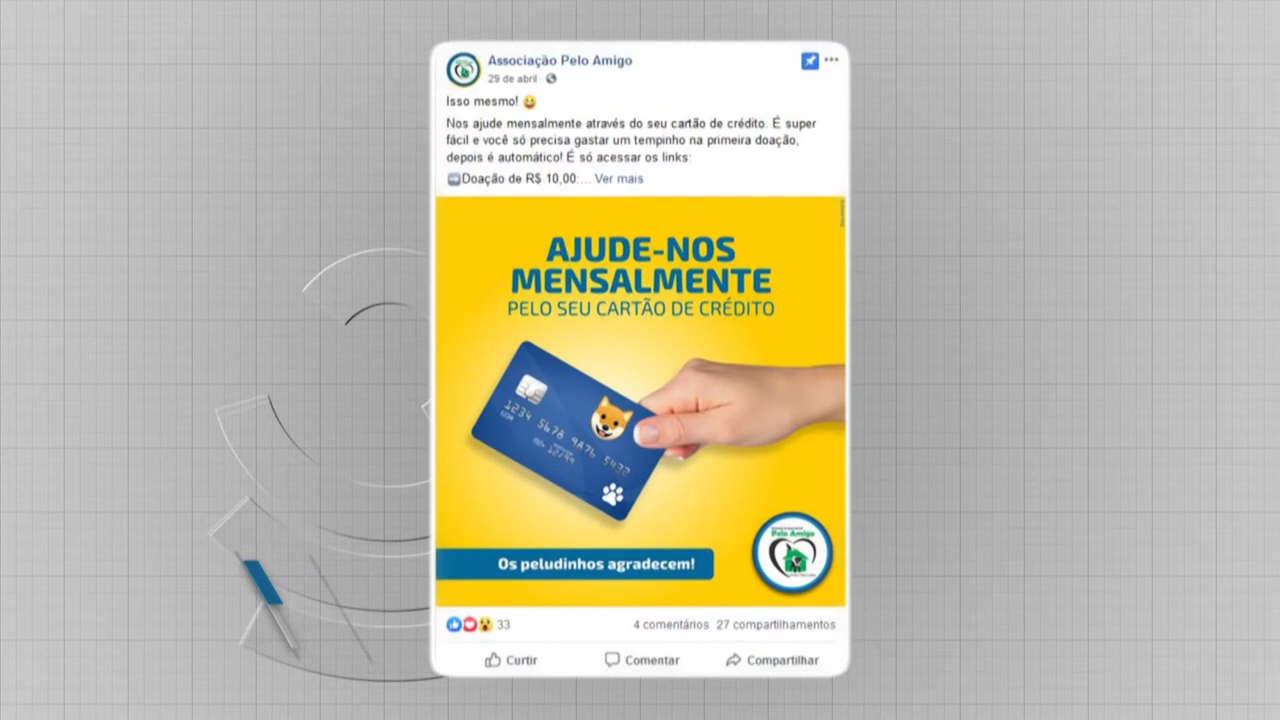 Associação Pelo Amigo
29 de abril
Isso mesmo! 😃
Nos ajude mensalmente através do seu cartão de crédito. É super
fácil e você só precisa gastar um tempinho na primeira doação,
depois é automático! É só acessar os links:
➡Doação de R$ 10,00:... Ver mais
AJUDE-NOS
MENSALMENTE
PELO SEU CARTÃO DE CRÉDITO
1234 5678 9876 5432
1234
12/99
Pelo Amigo
Os peludinhos agradecem!
33
4 comentários 27 compartilhamentos
Curtir Comentar Compartilhar